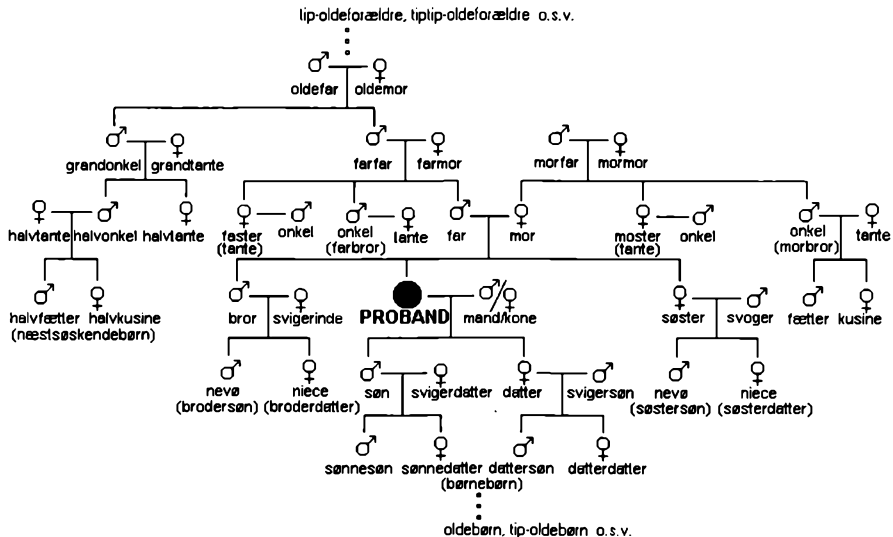 tip-oldeforældre, tiptip-oldeforældre o.s.v.
oldefar oldemor
grandonkel grandtante farfar farmor morfar mormor
halvtante halvonkel halvtante faster (tante) onkel onkel (farbror) tante far mor moster (tante) onkel onkel (morbror) tante
halvfætter halvkusine
(næstsøskendebørn)
bror svigerinde PROBAND mand/kone søster svoger fætter kusine
nevø
(brodersøn)
niece
(broderdatter)
søn svigerdatter datter svigersøn
nevø
(søstersøn)
niece
(søsterdatter)
sønnesøn sønnedatter dattersøn datterdatter
(børnebørn)
oldebørn, tip-oldebørn o.s.v.